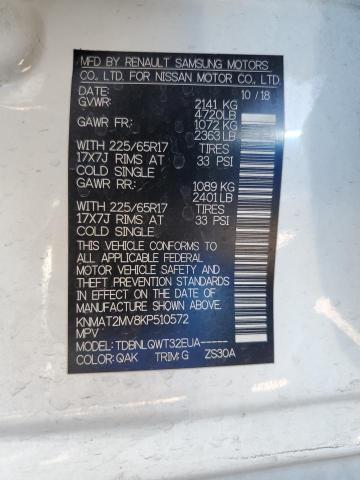 MFD BY RENAULT SAMSUNG MOTORS
CO., LTD. FOR NISSAN MOTOR CO., LTD.
DATE: 10 / 18
GVWR: 2141 KG
4720LB
GAWR FR: 1072 KG
2363 LB
WITH 225/65R17 TIRES
17X7J RIMS AT 33 PSI
COLD SINGLE
GAWR RR: 1089 KG
2401 LB
WITH 225/65R17 TIRES
17X7J RIMS AT 33 PSI
COLD SINGLE
THIS VEHICLE CONFORMS TO
ALL APPLICABLE FEDERAL
MOTOR VEHICLE SAFETY, BUMPER
AND THEFT PREVENTION STANDARDS
IN EFFECT ON THE DATE OF
MANUFACTURE SHOWN ABOVE.
KNMAT2MV8KP510572
MPV
MODEL: TDBNLQWT32EUA-----
COLOR: QAK TRIM: G ZS30A